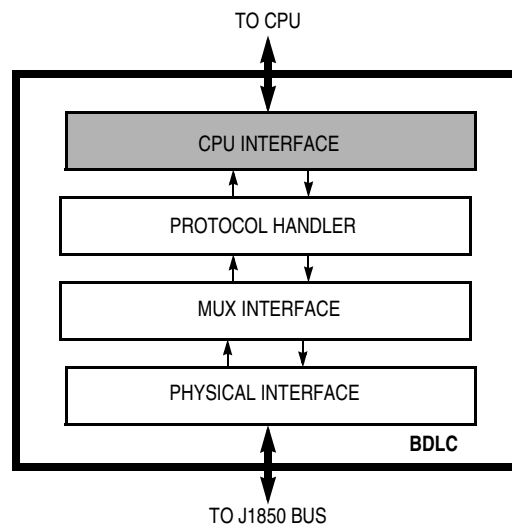 TO CPU
CPU INTERFACE
PROTOCOL HANDLER
MUX INTERFACE
PHYSICAL INTERFACE
BDLC
TO J1850 BUS